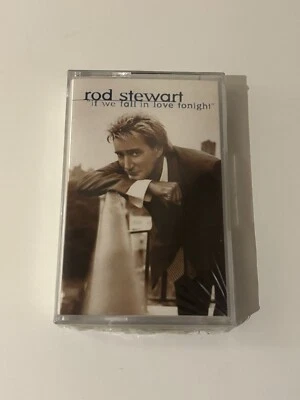 rod stewart
"if we fall in love tonight"